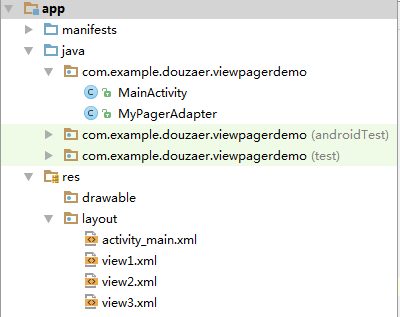 app
manifests
java
com.example.douzaer.viewpagerdemo
MainActivity
MyPagerAdapter
com.example.douzaer.viewpagerdemo (androidTest)
com.example.douzaer.viewpagerdemo (test)
res
drawable
layout
activity_main.xml
view1.xml
view2.xml
view3.xml